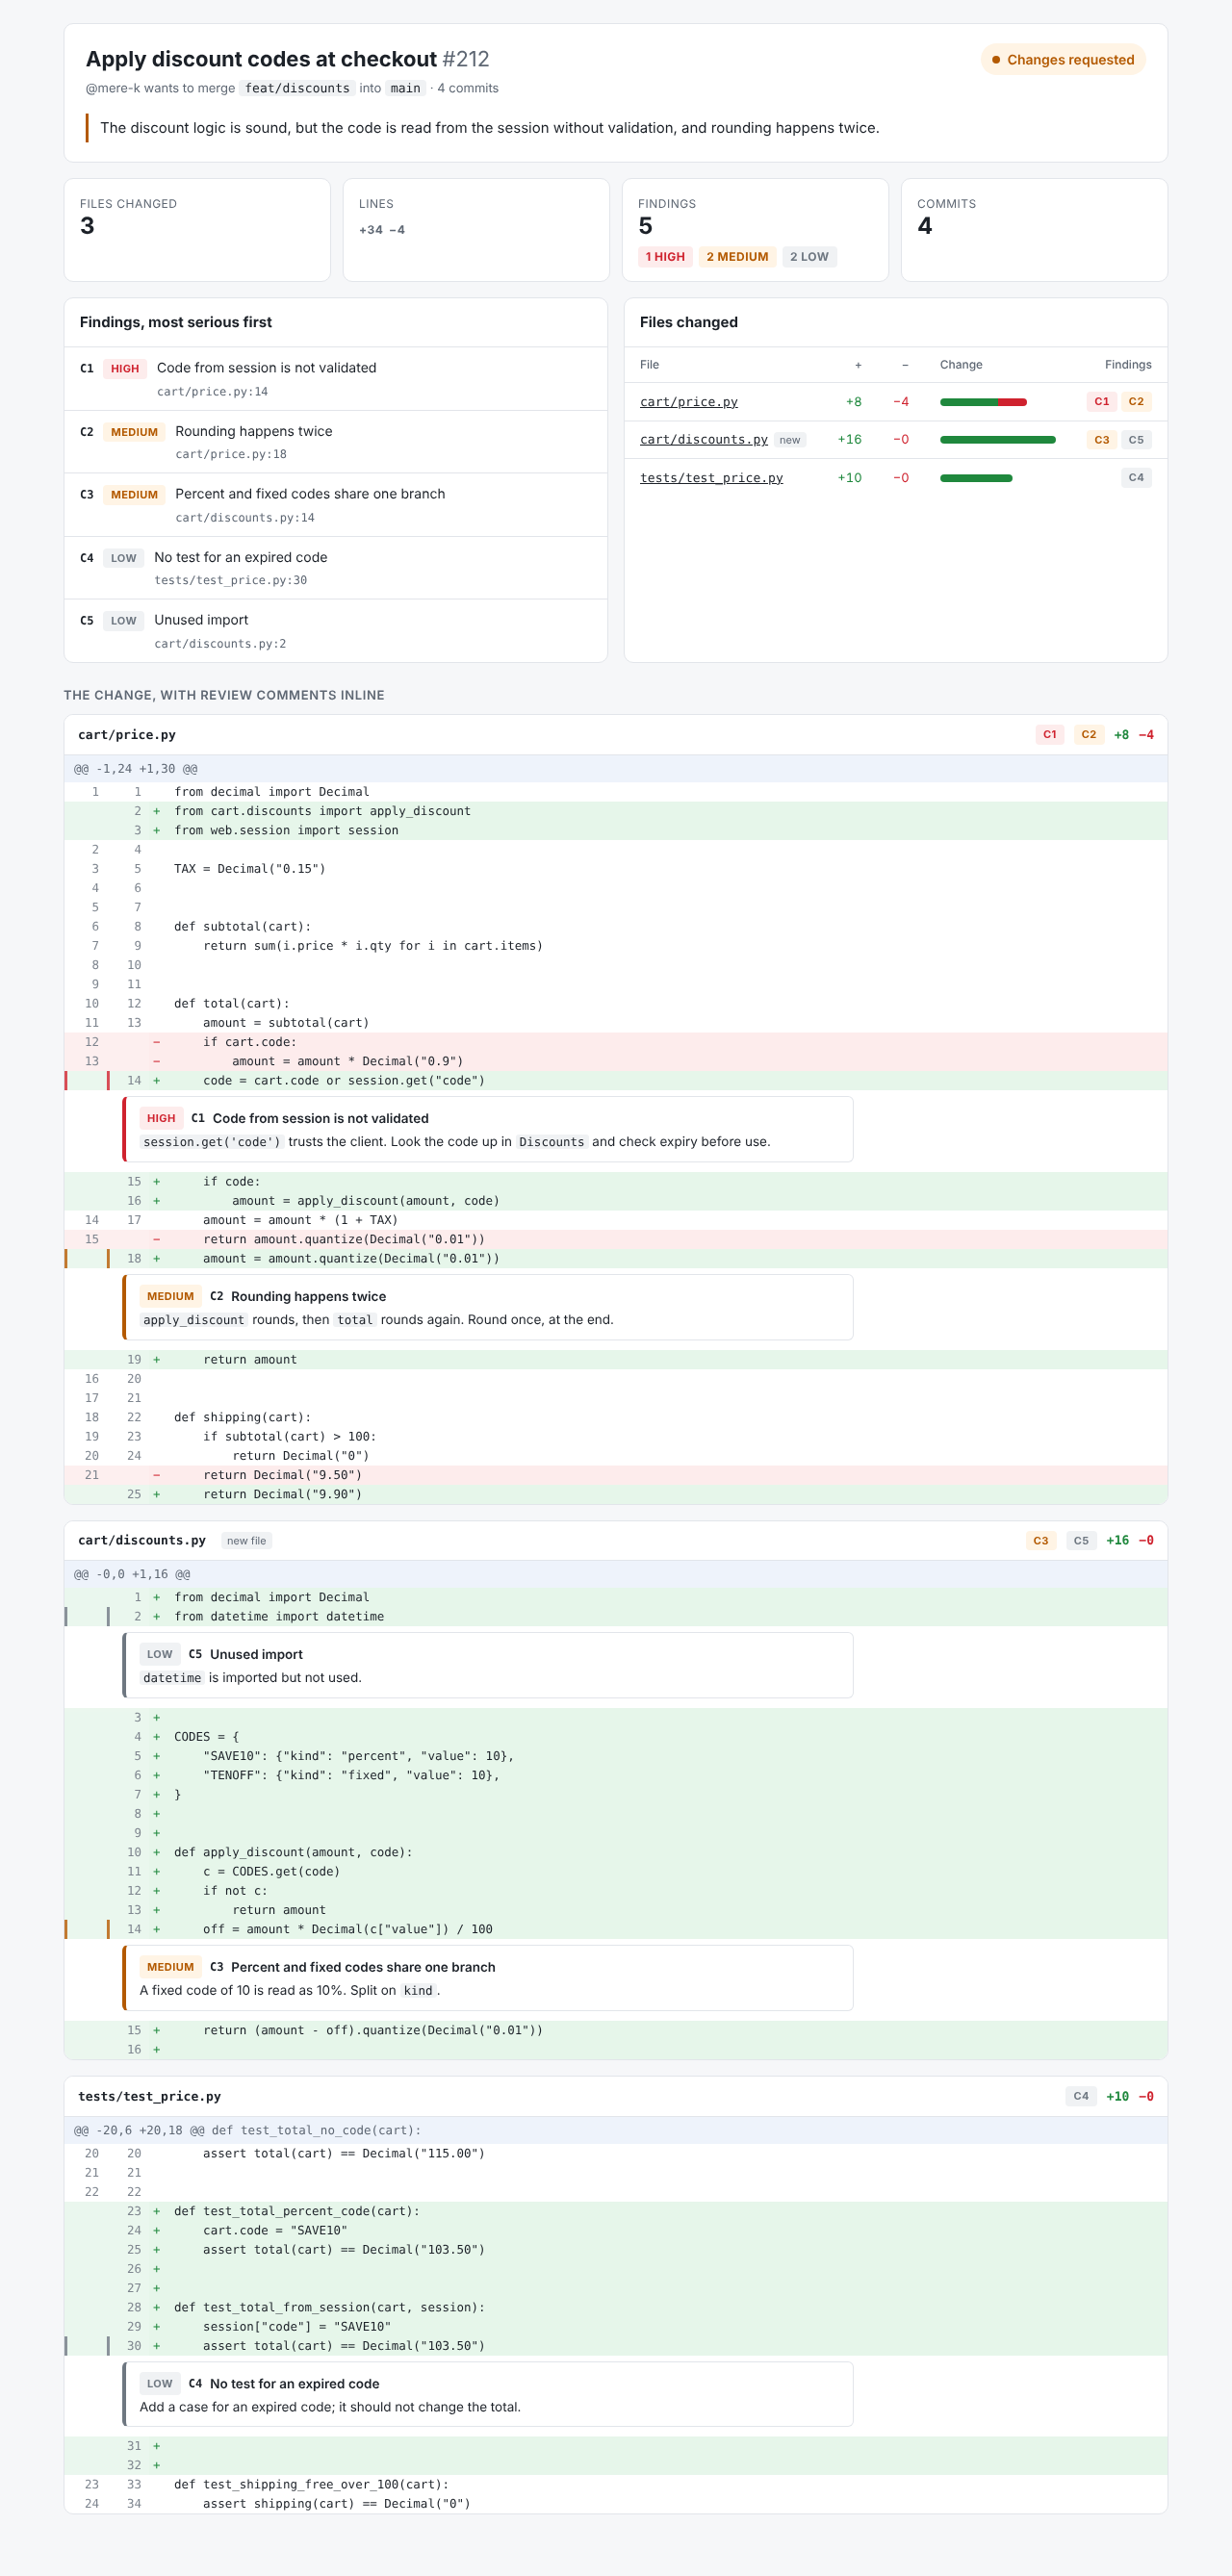 Apply discount codes at checkout #212
Changes requested
@mere-k wants to merge feat/discounts into main · 4 commits
The discount logic is sound, but the code is read from the session without validation, and rounding happens twice.
FILES CHANGED
3
LINES
+34 −4
FINDINGS
5
1 HIGH 2 MEDIUM 2 LOW
COMMITS
4
Findings, most serious first
C1 HIGH Code from session is not validated
cart/price.py:14
C2 MEDIUM Rounding happens twice
cart/price.py:18
C3 MEDIUM Percent and fixed codes share one branch
cart/discounts.py:14
C4 LOW No test for an expired code
tests/test_price.py:30
C5 LOW Unused import
cart/discounts.py:2
Files changed
File + − Change Findings
cart/price.py +8 −4 C1 C2
cart/discounts.py new +16 −0 C3 C5
tests/test_price.py +10 −0 C4
THE CHANGE, WITH REVIEW COMMENTS INLINE
cart/price.py C1 C2 +8 −4
@@ -1,24 +1,30 @@
1 1 from decimal import Decimal
2 + from cart.discounts import apply_discount
3 + from web.session import session
2 4
3 5 TAX = Decimal("0.15")
4 6
5 7
6 8 def subtotal(cart):
7 9 return sum(i.price * i.qty for i in cart.items)
8 10
9 11
10 12 def total(cart):
11 13 amount = subtotal(cart)
12 − if cart.code:
13 − amount = amount * Decimal("0.9")
14 + code = cart.code or session.get("code")
HIGH C1 Code from session is not validated
session.get('code') trusts the client. Look the code up in Discounts and check expiry before use.
15 + if code:
16 + amount = apply_discount(amount, code)
14 17 amount = amount * (1 + TAX)
15 − return amount.quantize(Decimal("0.01"))
18 + amount = amount.quantize(Decimal("0.01"))
MEDIUM C2 Rounding happens twice
apply_discount rounds, then total rounds again. Round once, at the end.
19 + return amount
16 20
17 21
18 22 def shipping(cart):
19 23 if subtotal(cart) > 100:
20 24 return Decimal("0")
21 − return Decimal("9.50")
25 + return Decimal("9.90")
cart/discounts.py new file C3 C5 +16 −0
@@ -0,0 +1,16 @@
1 + from decimal import Decimal
2 + from datetime import datetime
LOW C5 Unused import
datetime is imported but not used.
3 +
4 + CODES = {
5 + "SAVE10": {"kind": "percent", "value": 10},
6 + "TENOFF": {"kind": "fixed", "value": 10},
7 + }
8 +
9 +
10 + def apply_discount(amount, code):
11 + c = CODES.get(code)
12 + if not c:
13 + return amount
14 + off = amount * Decimal(c["value"]) / 100
MEDIUM C3 Percent and fixed codes share one branch
A fixed code of 10 is read as 10%. Split on kind.
15 + return (amount - off).quantize(Decimal("0.01"))
16 +
tests/test_price.py C4 +10 −0
@@ -20,6 +20,18 @@ def test_total_no_code(cart):
20 20 assert total(cart) == Decimal("115.00")
21 21
22 22
23 + def test_total_percent_code(cart):
24 + cart.code = "SAVE10"
25 + assert total(cart) == Decimal("103.50")
26 +
27 +
28 + def test_total_from_session(cart, session):
29 + session["code"] = "SAVE10"
30 + assert total(cart) == Decimal("103.50")
LOW C4 No test for an expired code
Add a case for an expired code; it should not change the total.
31 +
32 +
23 33 def test_shipping_free_over_100(cart):
24 34 assert shipping(cart) == Decimal("0")